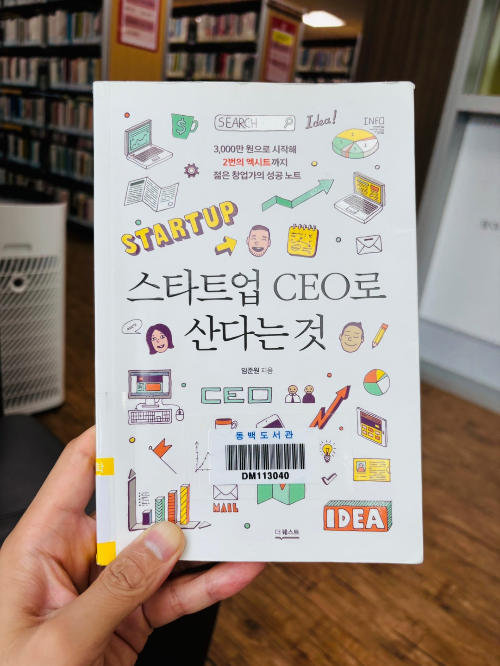 SEARCH
Idea!
INFO
3,000만 원으로 시작해
2번의 엑시트까지
젊은 창업가의 성공 노트
STARTUP
스타트업 CEO로
산다는 것
임준원 지음
CEO
동백도서관
DM113040
MAIL
IDEA
더 퀘스트